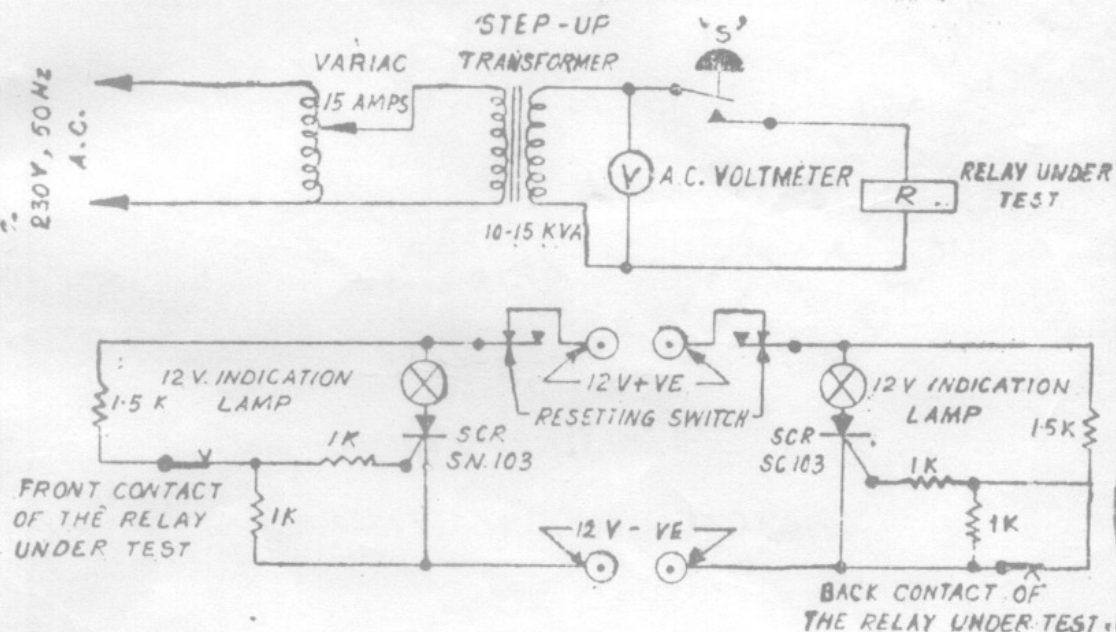 'S'
STEP-UP
TRANSFORMER
VARIAC
15 AMPS
230V, 50HZ
A.C.
V
A.C. VOLTMETER
R
RELAY UNDER
TEST
10-15 KVA
12 V. INDICATION
LAMP
1.5 K
1K
SCR
SN.103
FRONT CONTACT
OF THE RELAY
UNDER TEST
1K
12V+VE
RESETTING SWITCH
12V INDICATION
LAMP
1.5K
SCR
SC 103
1K
1K
12 V - VE
BACK CONTACT OF
THE RELAY UNDER TEST.